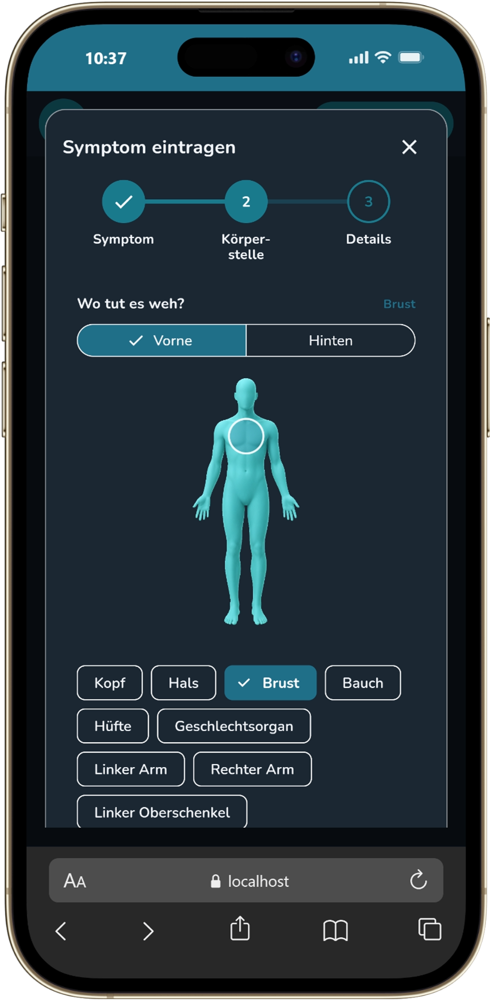 10:37
Symptom eintragen
2
3
Symptom
Körper-
stelle
Details
Wo tut es weh?
Brust
Vorne
Hinten
Kopf
Hals
Brust
Bauch
Hüfte
Geschlechtsorgan
Linker Arm
Rechter Arm
Linker Oberschenkel
AA
localhost